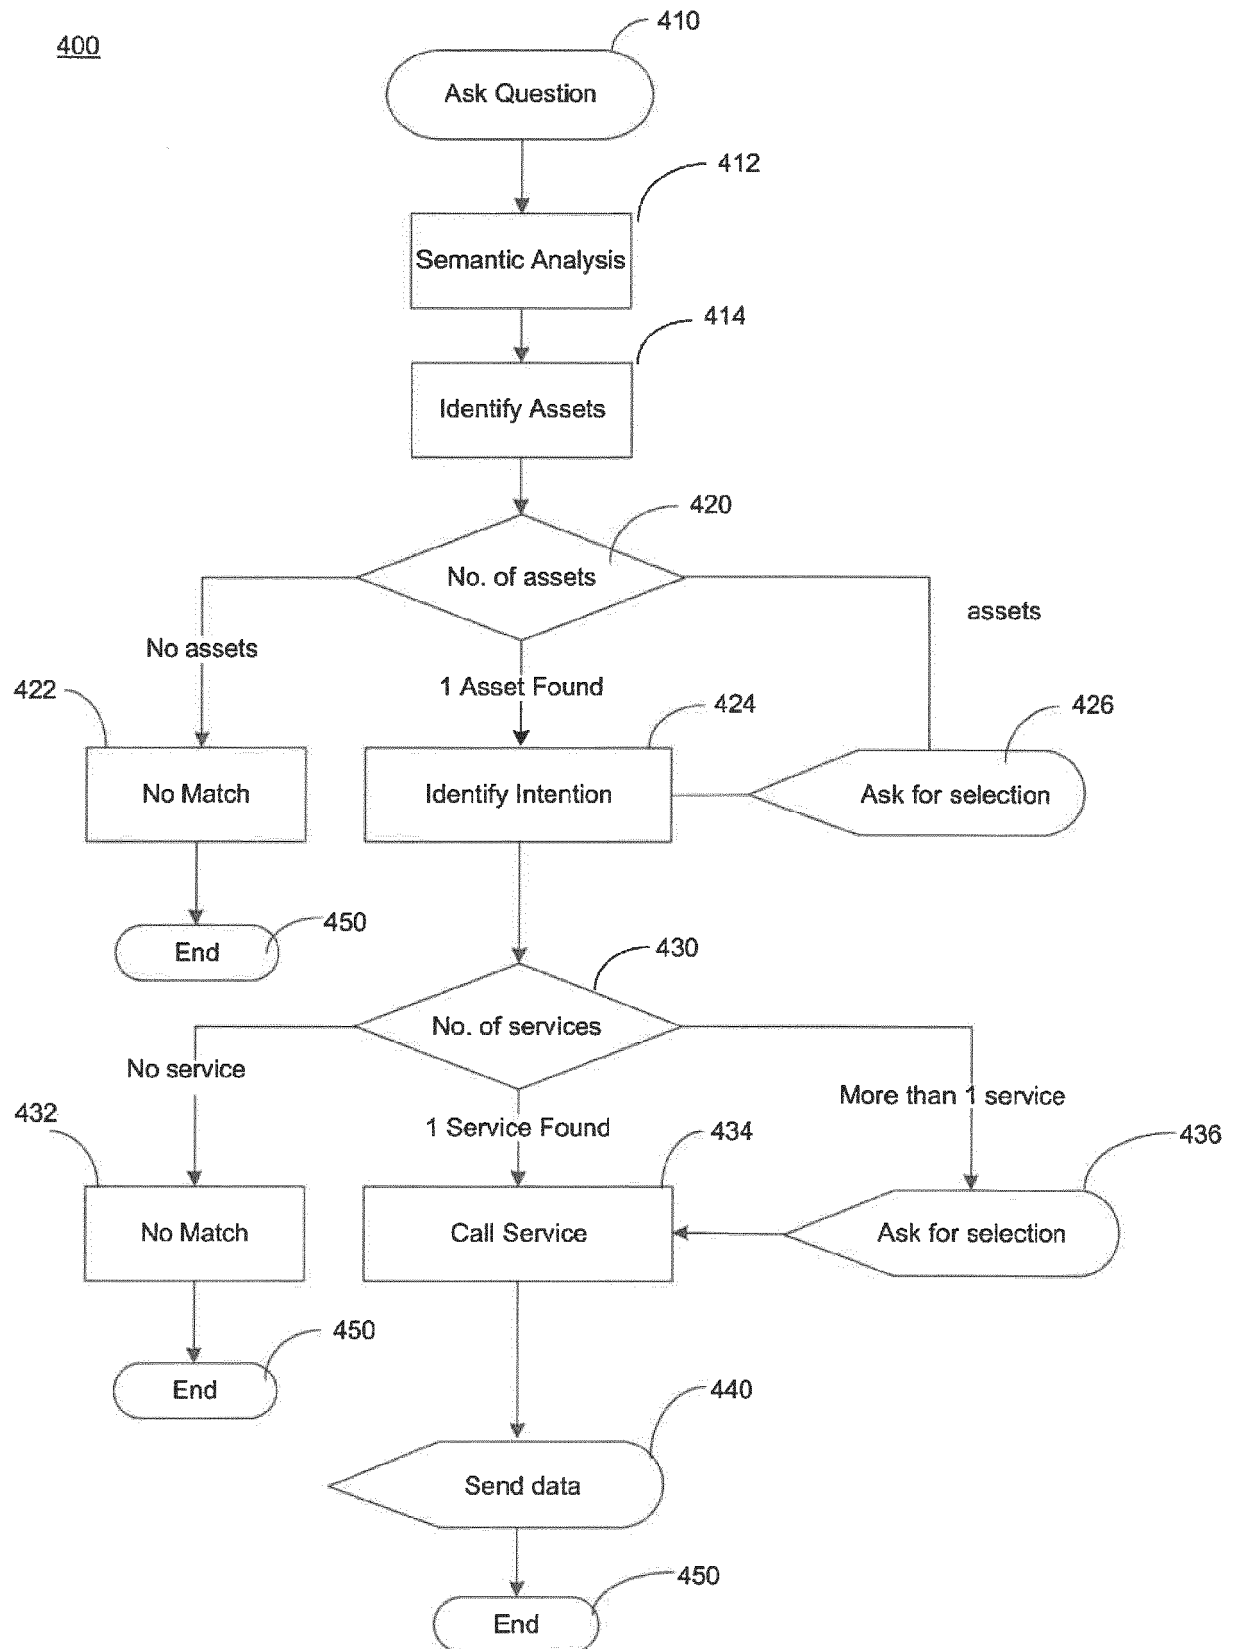 400
410
Ask Question
412
Semantic Analysis
414
Identify Assets
420
No. of assets
assets
No assets
1 Asset Found
422
424
426
No Match
Identify Intention
Ask for selection
450
End
430
No. of services
No service
More than 1 service
1 Service Found
432
434
436
No Match
Call Service
Ask for selection
450
End
440
Send data
450
End